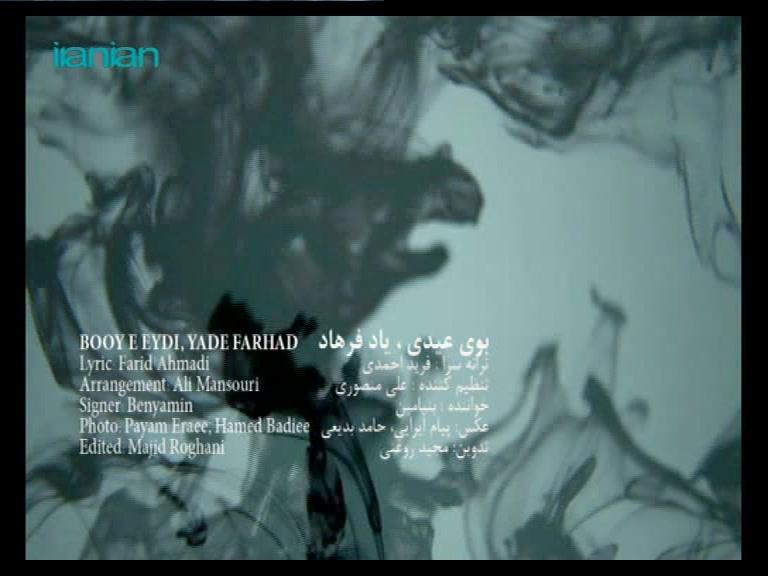 iranian
BOOY E EYDI, YADE FARHAD بوی عیدی ، یاد فرهاد
Lyric: Farid Ahmadi ترانه سرا : فرید احمدی
Arrangement: Ali Mansouri تنظیم کننده : علی منصوری
Signer: Benyamin خواننده : بنیامین
Photo: Payam Eraee, Hamed Badiee عکس: پیام ایرایی، حامد بدیعی
Edited: Majid Roghani تدوین: مجید روغنی